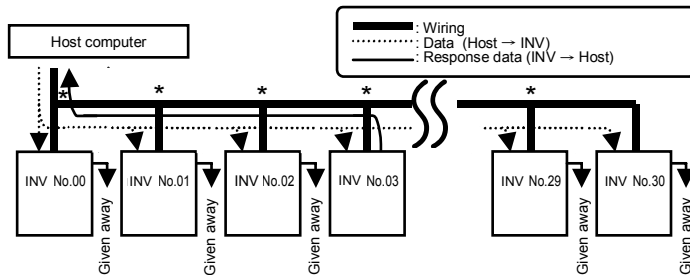 Host computer
: Wiring
: Data (Host → INV)
: Response data (INV → Host)
* * * * *
INV No.00
INV No.01
INV No.02
INV No.03
INV No.29
INV No.30
Given away
Given away
Given away
Given away
Given away